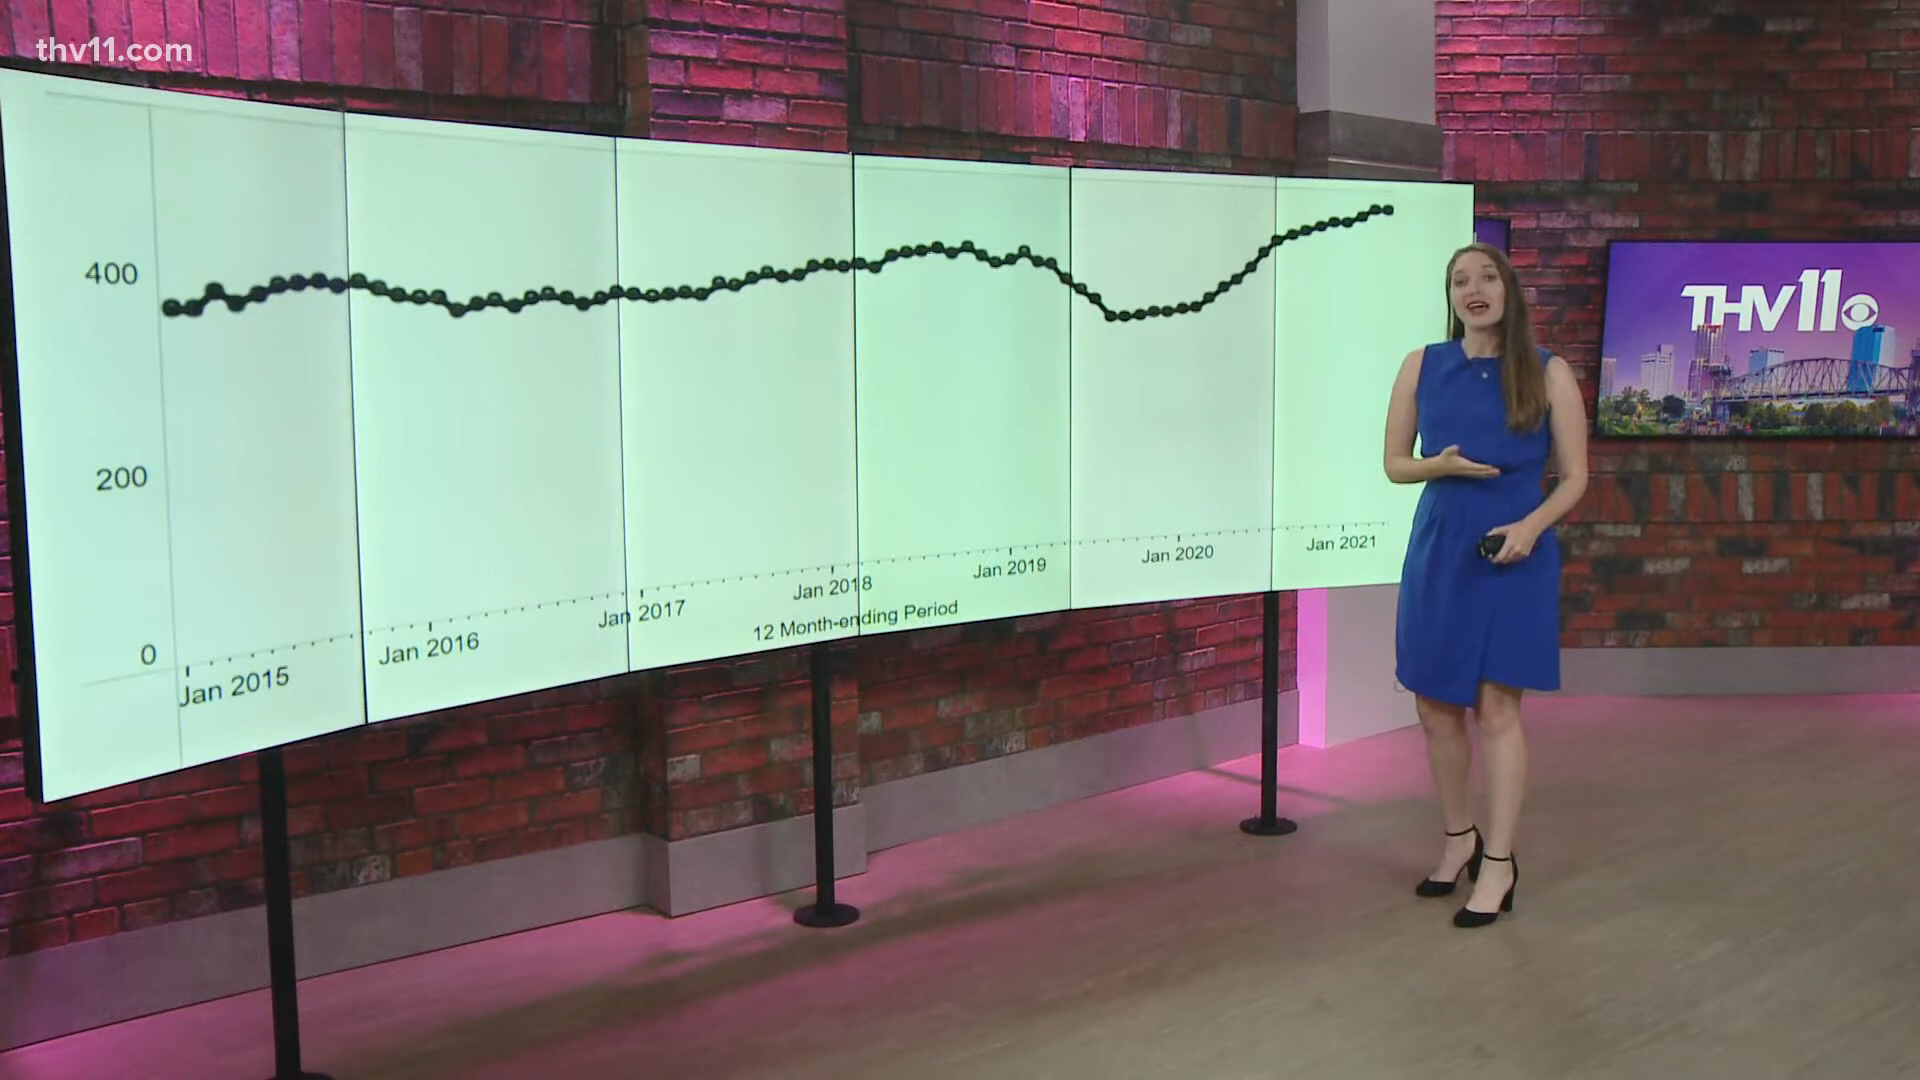 thv11.com
400
200
0
Jan 2015
Jan 2016
Jan 2017
Jan 2018
Jan 2019
Jan 2020
Jan 2021
12 Month-ending Period
THV11